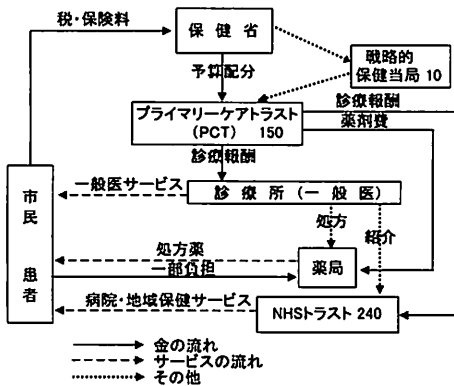 税・保険料
保健省
戦略的
保健当局 10
予算配分
診療報酬
プライマリーケアトラスト
(PCT) 150
薬剤費
診療報酬
一般医サービス
診療所(一般医)
市民
患者
処方
紹介
処方薬
一部負担
薬局
病院・地域保健サービス
NHSトラスト 240
金の流れ
サービスの流れ
その他